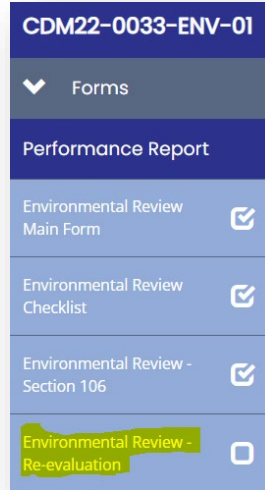 CDM22-0033-ENV-01
Forms
Performance Report
Environmental Review
Main Form
Environmental Review
Checklist
Environmental Review -
Section 106
Environmental Review -
Re-evaluation